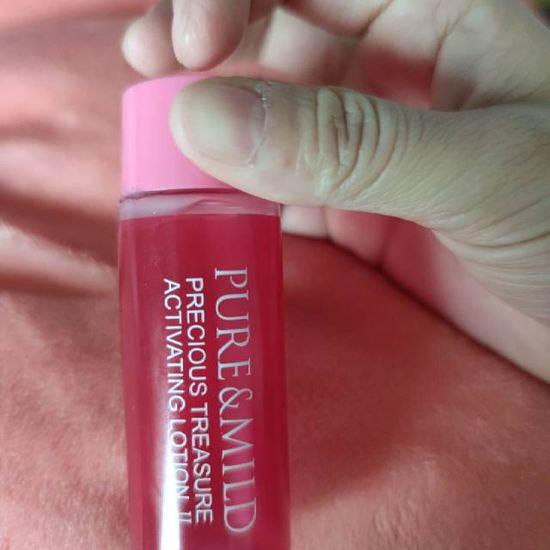 PURE&MILD
PRECIOUS TREASURE
ACTIVATING LOTION II